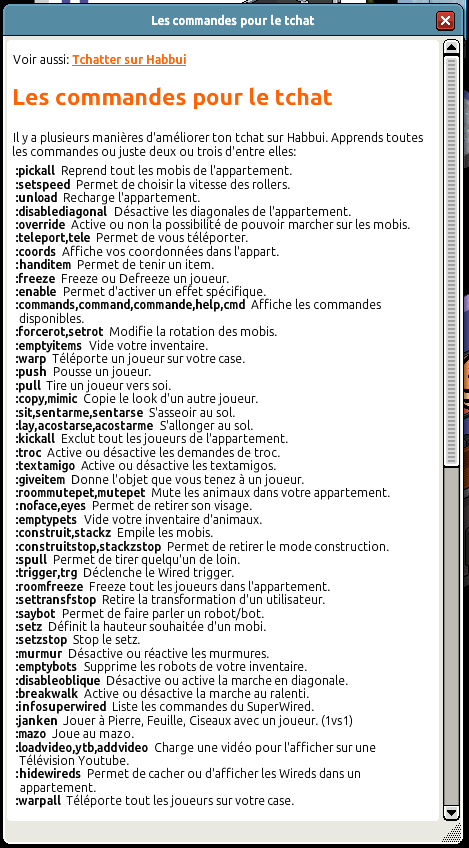 Les commandes pour le tchat
Voir aussi: Tchatter sur Habbui
Les commandes pour le tchat
Il y a plusieurs manières d'améliorer ton tchat sur Habbui. Apprends toutes
les commandes ou juste deux ou trois d'entre elles:
:pickall Reprend tout les mobis de l'appartement.
:setspeed Permet de choisir la vitesse des rollers.
:unload Recharge l'appartement.
:disablediagonal Désactive les diagonales de l'appartement.
:override Active ou non la possibilité de pouvoir marcher sur les mobis.
:teleport,tele Permet de vous téléporter.
:coords Affiche vos coordonnées dans l'appart.
:handitem Permet de tenir un item.
:freeze Freeze ou Defreeze un joueur.
:enable Permet d'activer un effet spécifique.
:commands,command,commande,help,cmd Affiche les commandes
disponibles.
:forcerot,setrot Modifie la rotation des mobis.
:emptyitems Vide votre inventaire.
:warp Téléporte un joueur sur votre case.
:push Pousse un joueur.
:pull Tire un joueur vers soi.
:copy,mimic Copie le look d'un autre joueur.
:sit,sentarme,sentarse S'asseoir au sol.
:lay,acostarse,acostarme S'allonger au sol.
:kickall Exclut tout les joueurs de l'appartement.
:troc Active ou désactive les demandes de troc.
:textamigo Active ou désactive les textamigos.
:giveitem Donne l'objet que vous tenez à un joueur.
:roommutepet,mutepet Mute les animaux dans votre appartement.
:noface,eyes Permet de retirer son visage.
:emptypets Vide votre inventaire d'animaux.
:construit,stackz Empile les mobis.
:construitstop,stackzstop Permet de retirer le mode construction.
:spull Permet de tirer quelqu'un de loin.
:trigger,trg Déclenche le Wired trigger.
:roomfreeze Freeze tout les joueurs dans l'appartement.
:settransfstop Retire la transformation d'un utilisateur.
:saybot Permet de faire parler un robot/bot.
:setz Définit la hauteur souhaitée d'un mobi.
:setzstop Stop le setz.
:murmur Désactive ou réactive les murmures.
:emptybots Supprime les robots de votre inventaire.
:disableoblique Désactive ou active la marche en diagonale.
:breakwalk Active ou désactive la marche au ralenti.
:infosuperwired Liste les commandes du SuperWired.
:janken Jouer à Pierre, Feuille, Ciseaux avec un joueur. (1vs1)
:mazo Joue au mazo.
:loadvideo,ytb,addvideo Charge une vidéo pour l'afficher sur une
Télévision Youtube.
:hidewireds Permet de cacher ou d'afficher les Wireds dans un
appartement.
:warpall Téléporte tout les joueurs sur votre case.